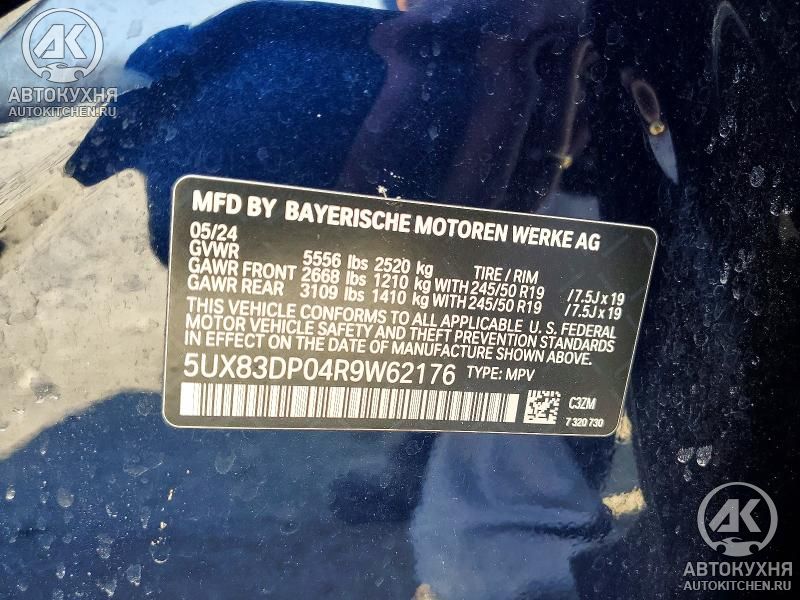 АК
АВТОКУХНЯ
AUTOKITCHEN.RU
MFD BY BAYERISCHE MOTOREN WERKE AG
05/24
GVWR 5556 lbs 2520 kg TIRE / RIM
GAWR FRONT 2668 lbs 1210 kg WITH 245/50 R19 /7.5J x 19
GAWR REAR 3109 lbs 1410 kg WITH 245/50 R19 /7.5J x 19
THIS VEHICLE CONFORMS TO ALL APPLICABLE U. S. FEDERAL
MOTOR VEHICLE SAFETY AND THEFT PREVENTION STANDARDS
IN EFFECT ON THE DATE OF MANUFACTURE SHOWN ABOVE.
5UX83DP04R9W62176 TYPE: MPV
C3ZM
7 320 730
АК
АВТОКУХНЯ
AUTOKITCHEN.RU